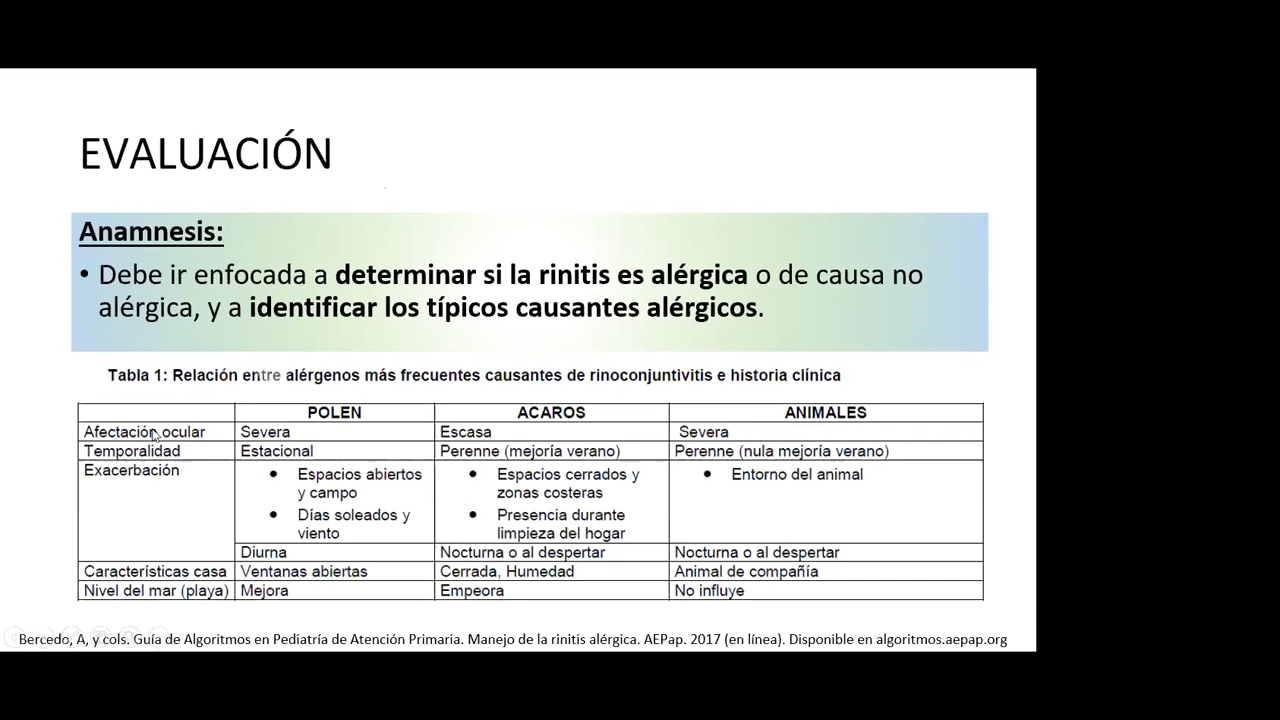 EVALUACIÓN
Anamnesis:
• Debe ir enfocada a determinar si la rinitis es alérgica o de causa no
alérgica, y a identificar los típicos causantes alérgicos.
Tabla 1: Relación entre alérgenos más frecuentes causantes de rinoconjuntivitis e historia clínica
POLEN ACAROS ANIMALES
Afectación ocular Severa Escasa Severa
Temporalidad Estacional Perenne (mejoría verano) Perenne (nula mejoría verano)
Exacerbación
• Espacios abiertos • Espacios cerrados y • Entorno del animal
y campo zonas costeras
• Días soleados y • Presencia durante
viento limpieza del hogar
Diurna Nocturna o al despertar Nocturna o al despertar
Características casa Ventanas abiertas Cerrada, Humedad Animal de compañía
Nivel del mar (playa) Mejora Empeora No influye
Bercedo, A, y cols. Guía de Algoritmos en Pediatría de Atención Primaria. Manejo de la rinitis alérgica. AEPap. 2017 (en línea). Disponible en algoritmos.aepap.org